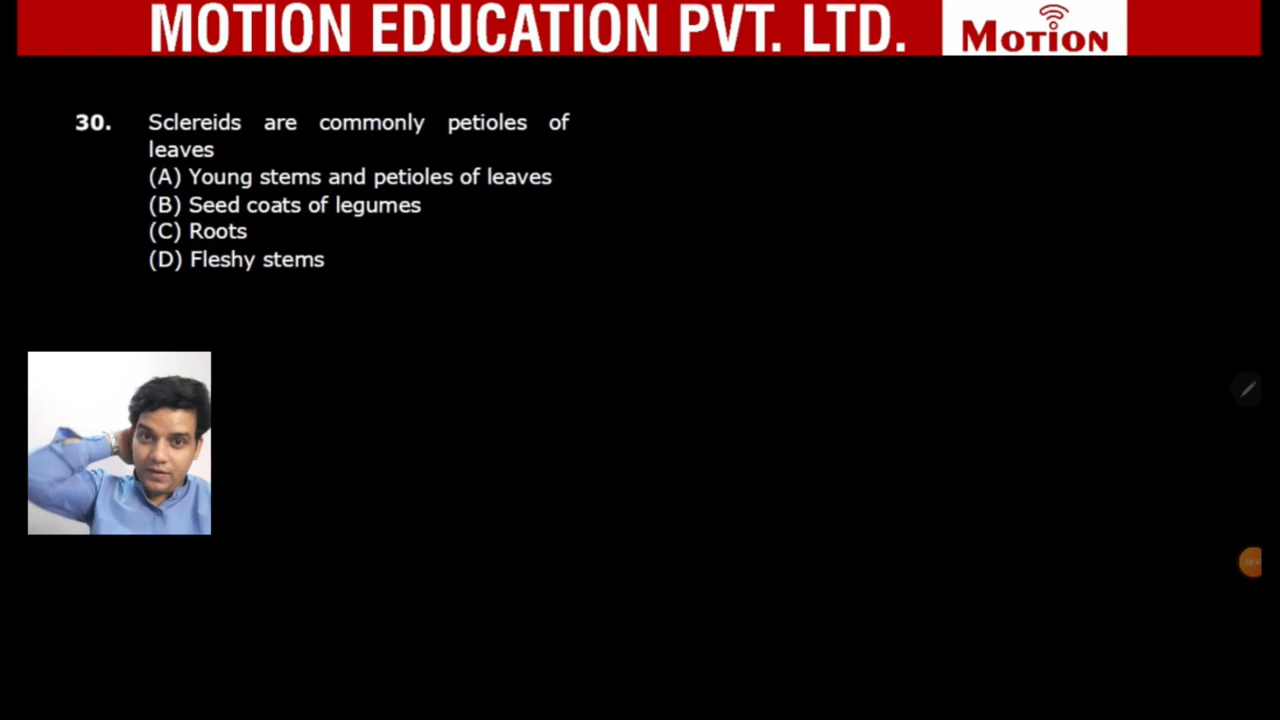 MOTION EDUCATION PVT. LTD.
MOTION
30. Sclereids are commonly petioles of
leaves
(A) Young stems and petioles of leaves
(B) Seed coats of legumes
(C) Roots
(D) Fleshy stems